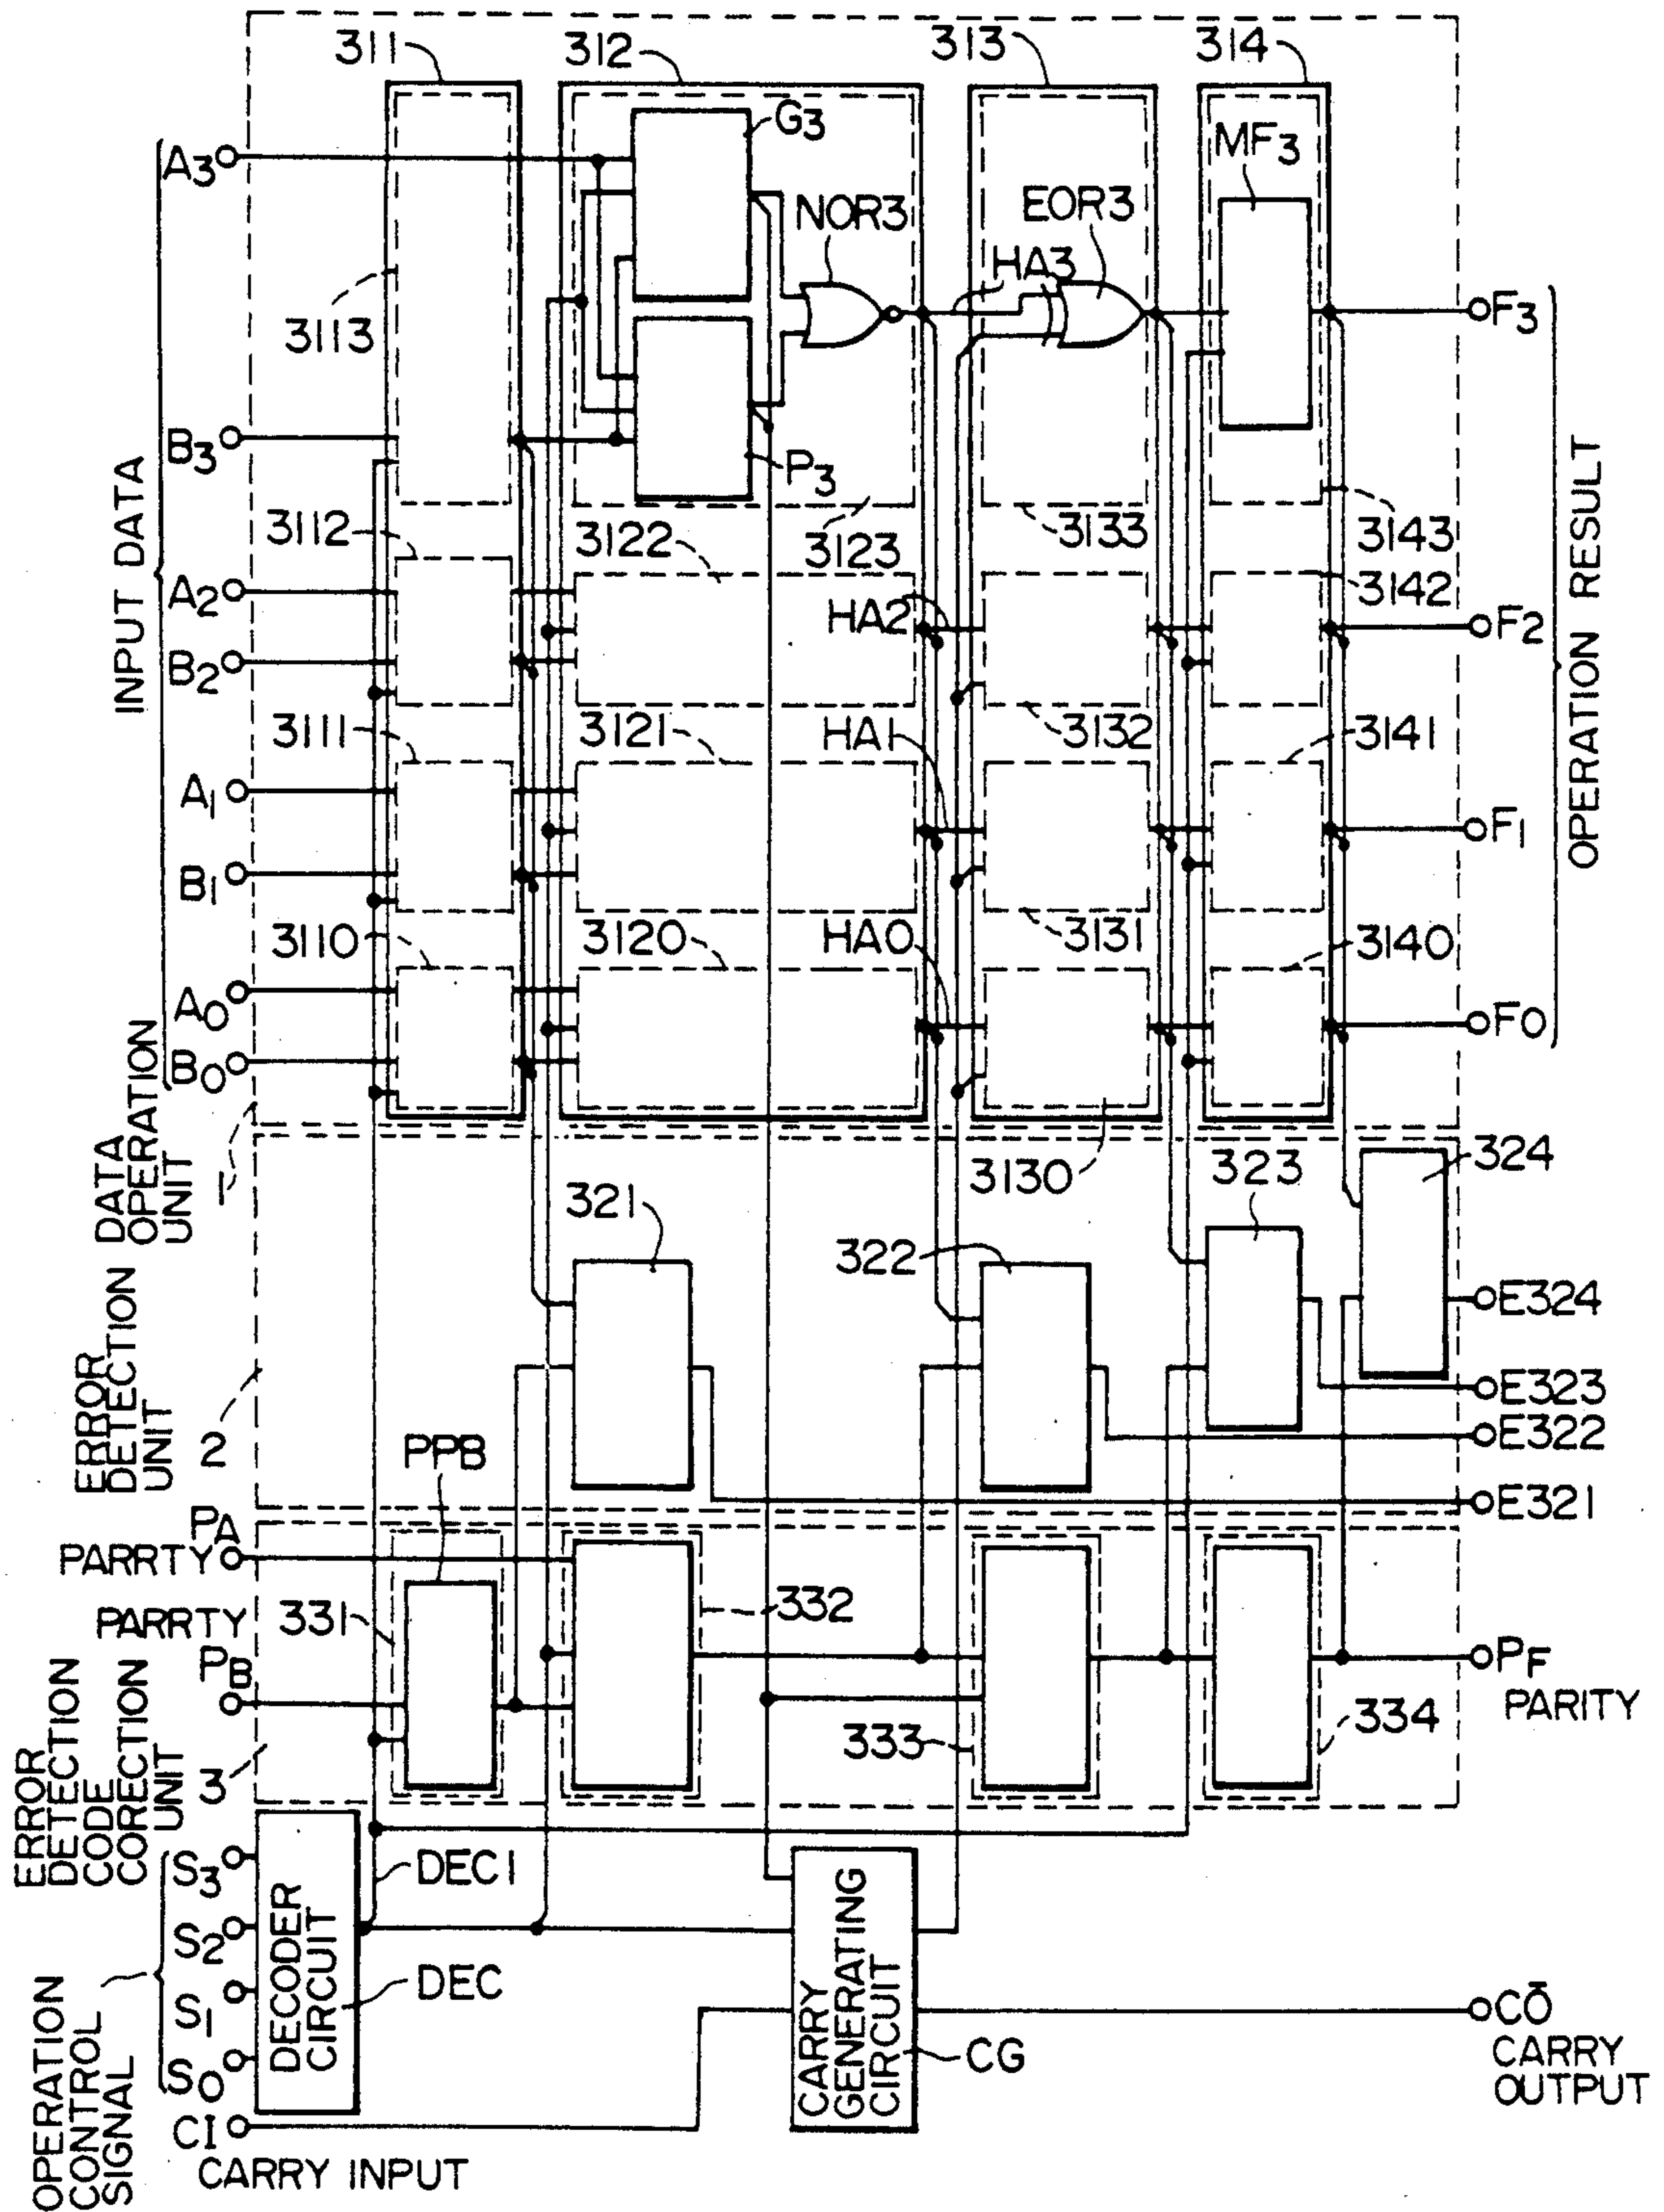 311
312
313
314
G3
MF3
A3
NOR3
EOR3
HA3
F3
3113
B3
P3
INPUT DATA
3112
3122
3123
3133
3143
3142
OPERATION RESULT
A2
HA2
F2
B2
3111
3121
HA1
3132
3141
A1
F1
B1
3110
3120
HA0
3131
3140
A0
F0
B0
DATA
OPERATION
UNIT
1
3130
323
324
321
322
E324
ERROR
DETECTION
UNIT
2
E323
E322
PPB
E321
PA
PARRTY
332
PARRTY
331
PB
PF
PARITY
333
334
ERROR
DETECTION
CODE
CORECTION
UNIT
3
S3
DEC1
S2
DECODER
CIRCUIT
DEC
S1
S0
CARRY
GENERATING
CIRCUIT
CG
CŌ
CARRY
OUTPUT
OPERATION
CONTROL
SIGNAL
CI
CARRY INPUT